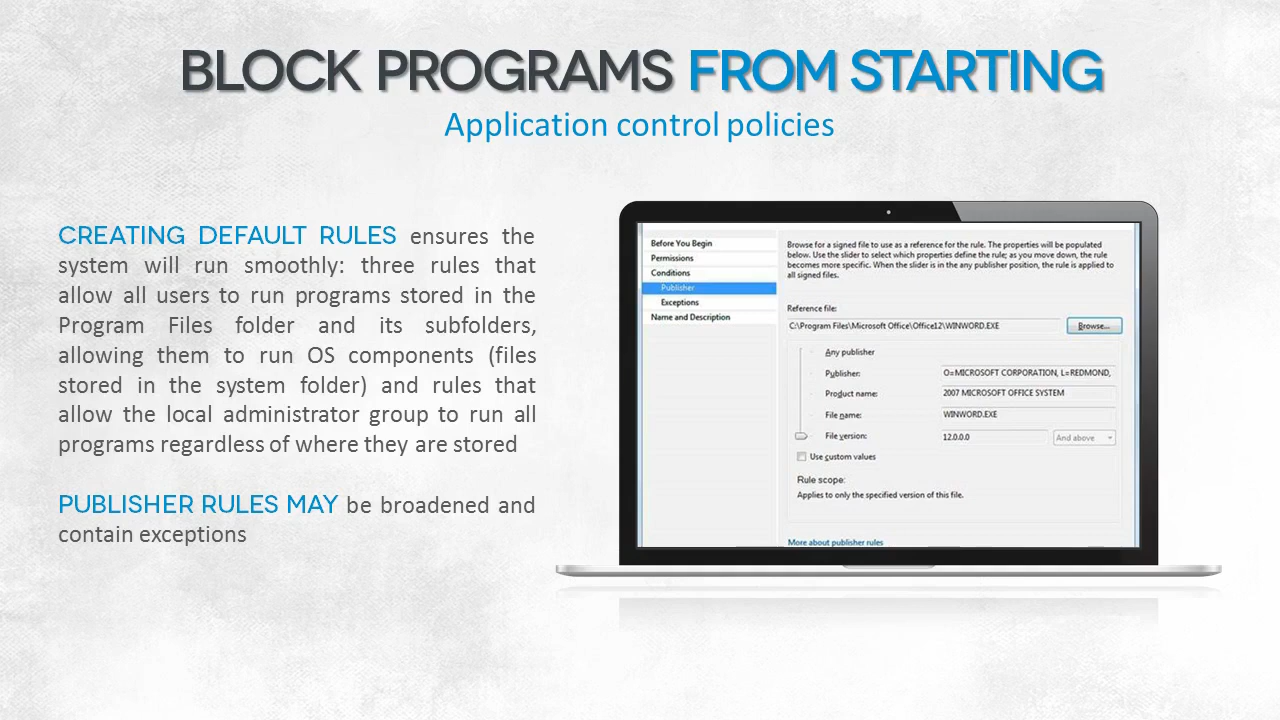 BLOCK PROGRAMS FROM STARTING
Application control policies
CREATING DEFAULT RULES ensures the
system will run smoothly: three rules that
allow all users to run programs stored in the
Program Files folder and its subfolders,
allowing them to run OS components (files
stored in the system folder) and rules that
allow the local administrator group to run all
programs regardless of where they are stored
PUBLISHER RULES MAY be broadened and
contain exceptions
Before You Begin
Permissions
Conditions
Publisher
Exceptions
Name and Description
Browse for a signed file to use as a reference for the rule. The properties will be populated
below. Use the slider to select which properties define the rule; as you move down, the rule
becomes more specific. When the slider is in the any publisher position, the rule is applied to
all signed files.
Reference file:
C:\Program Files\Microsoft Office\Office12\WINWORD.EXE
Browse...
Any publisher
Publisher: O=MICROSOFT CORPORATION, L=REDMOND,
Product name: 2007 MICROSOFT OFFICE SYSTEM
File name: WINWORD.EXE
File version: 12.0.0.0 And above
Use custom values
Rule scope:
Applies to only the specified version of this file.
More about publisher rules